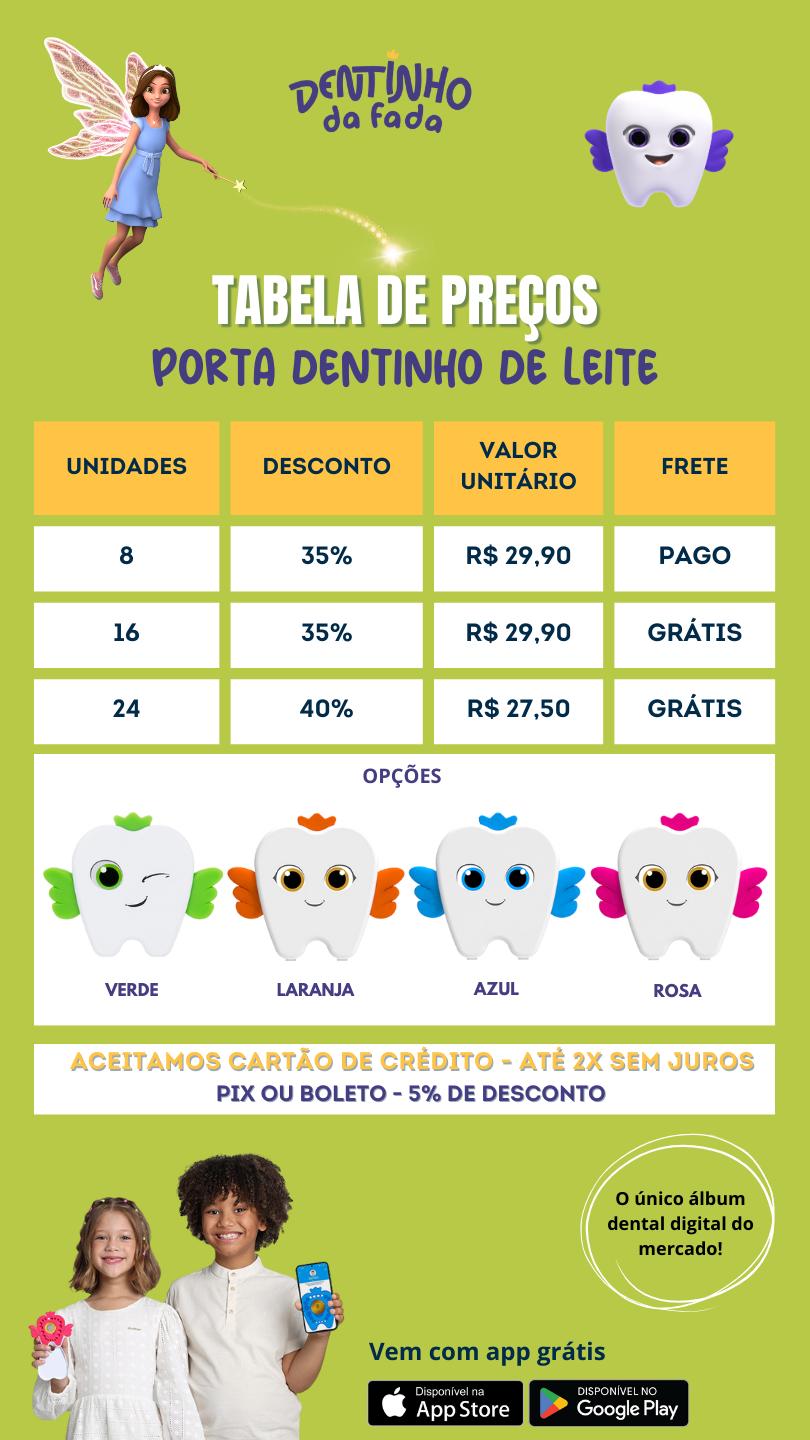 DENTINHO
da fada
TABELA DE PREÇOS
PORTA DENTINHO DE LEITE
UNIDADES DESCONTO VALOR UNITÁRIO FRETE
8 35% R$ 29,90 PAGO
16 35% R$ 29,90 GRÁTIS
24 40% R$ 27,50 GRÁTIS
OPÇÕES
VERDE LARANJA AZUL ROSA
ACEITAMOS CARTÃO DE CRÉDITO - ATÉ 2X SEM JUROS
PIX OU BOLETO - 5% DE DESCONTO
O único álbum
dental digital do
mercado!
Vem com app grátis
Disponível na
App Store
DISPONÍVEL NO
Google Play